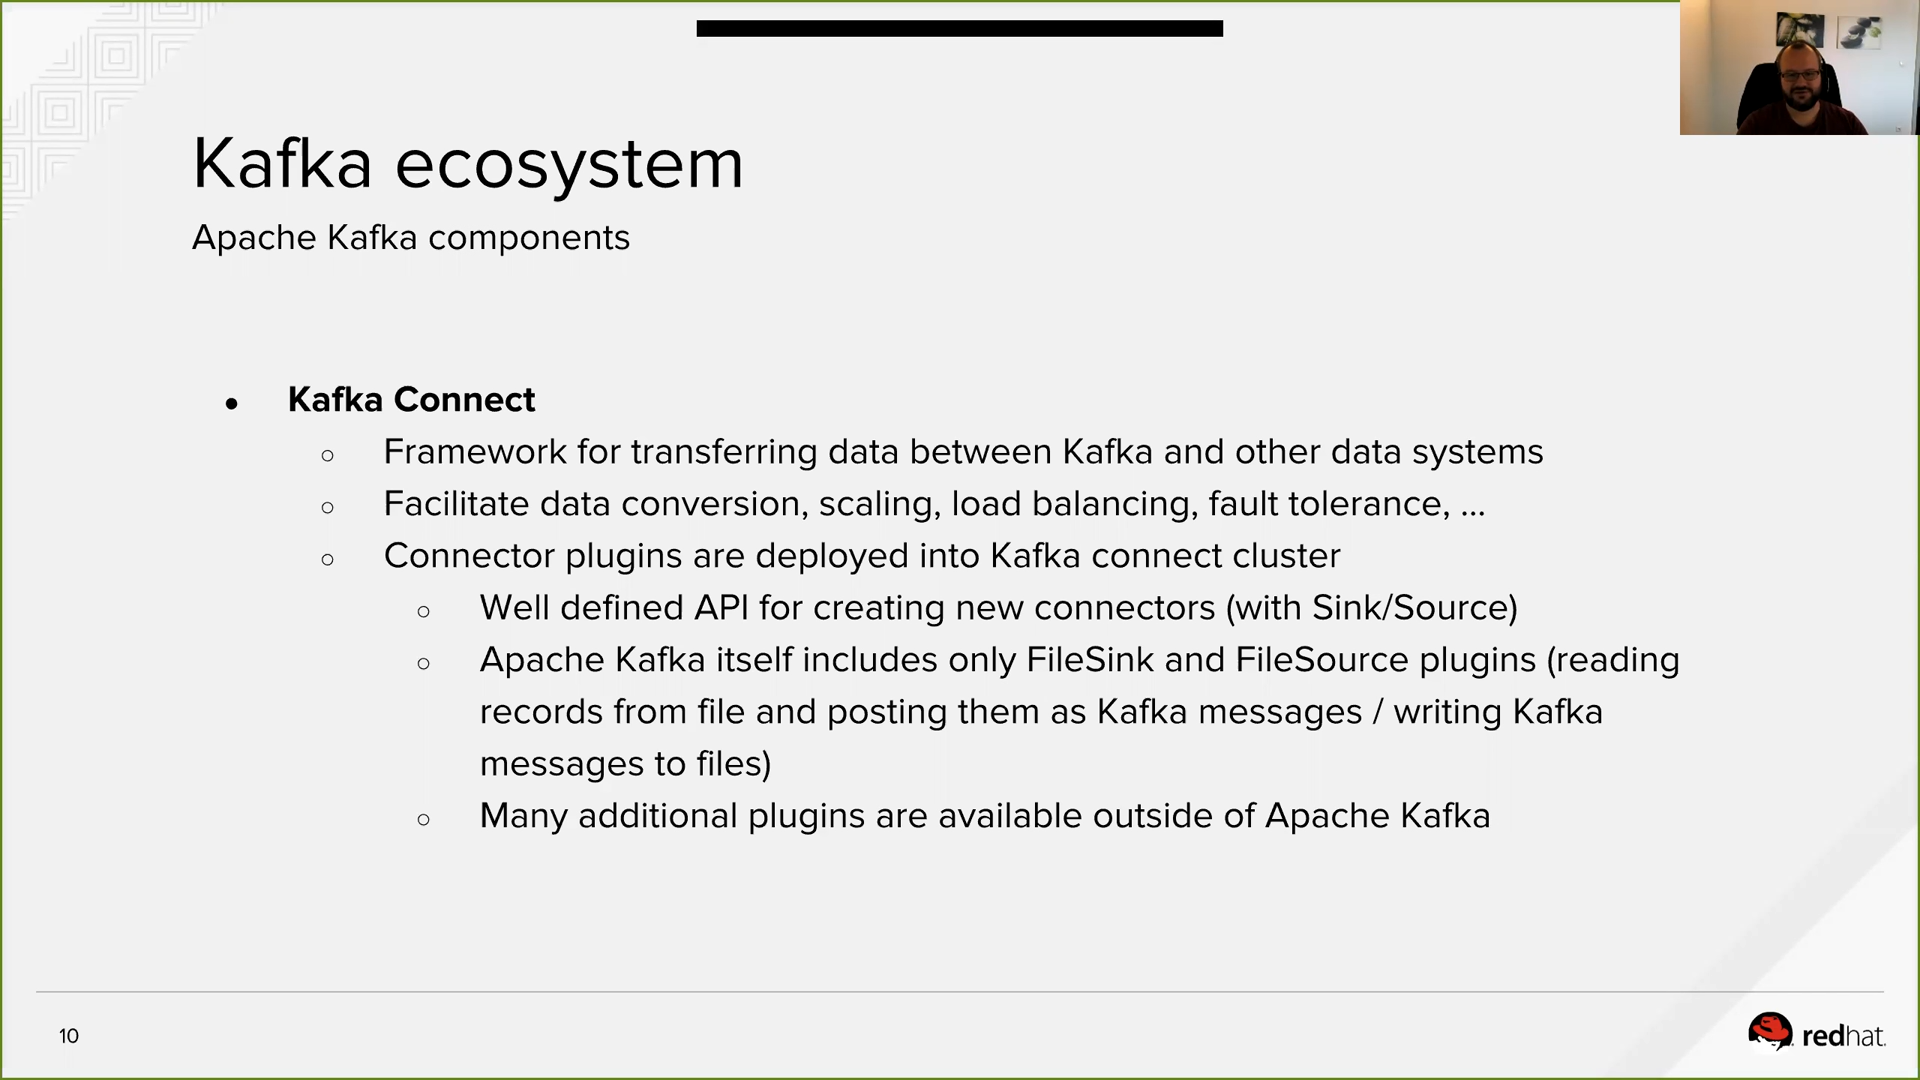 Kafka ecosystem
Apache Kafka components
● Kafka Connect
○ Framework for transferring data between Kafka and other data systems
○ Facilitate data conversion, scaling, load balancing, fault tolerance, ...
○ Connector plugins are deployed into Kafka connect cluster
○ Well defined API for creating new connectors (with Sink/Source)
○ Apache Kafka itself includes only FileSink and FileSource plugins (reading
records from file and posting them as Kafka messages / writing Kafka
messages to files)
○ Many additional plugins are available outside of Apache Kafka
10
redhat.